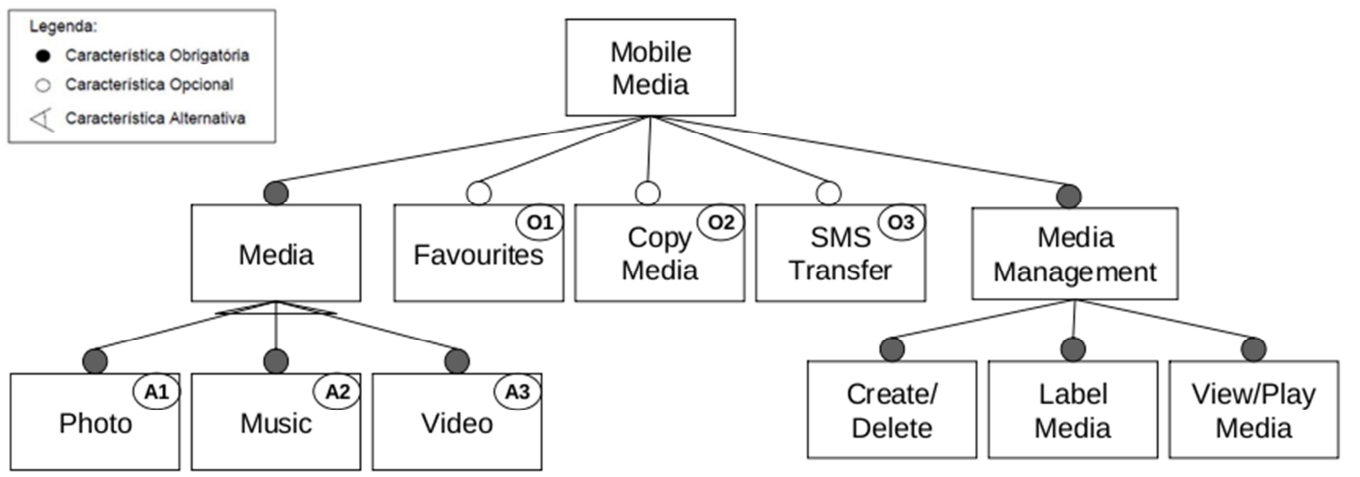 Legenda:
Característica Obrigatória
Característica Opcional
Característica Alternativa
Mobile
Media
Media
O1
Favourites
O2
Copy
Media
O3
SMS
Transfer
Media
Management
A1
Photo
A2
Music
A3
Video
Create/
Delete
Label
Media
View/Play
Media